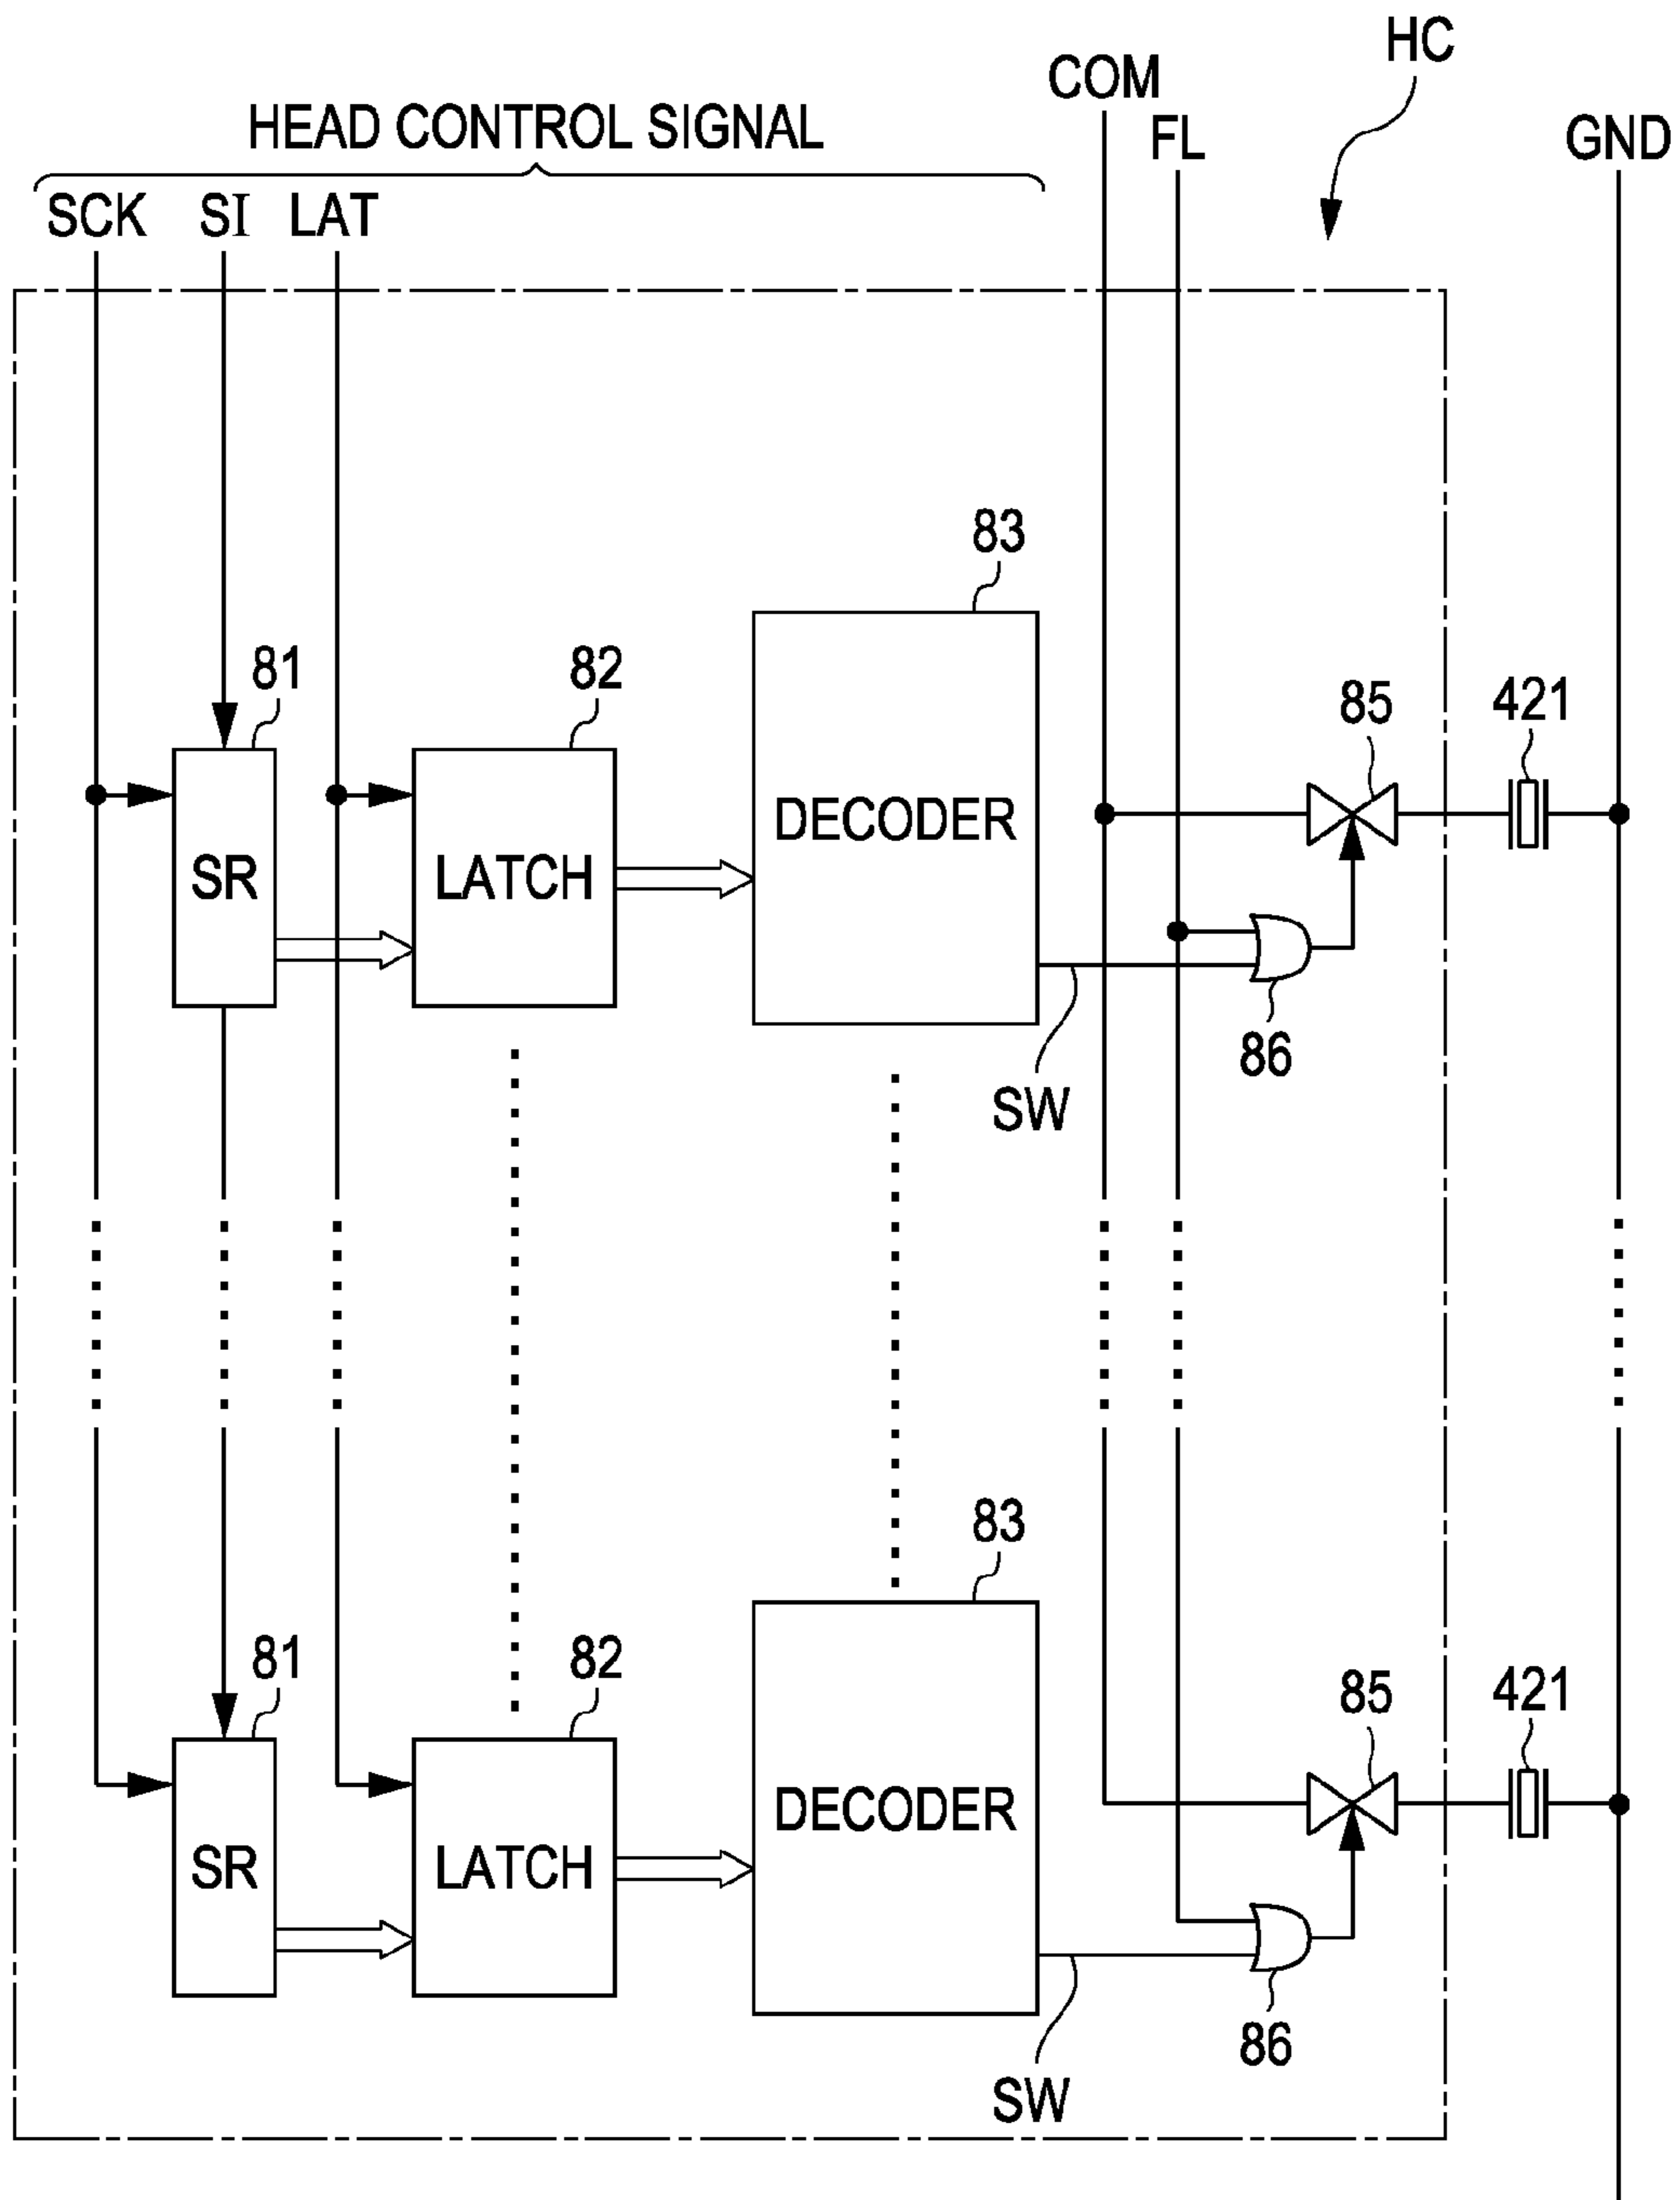 HC
COM
HEAD CONTROL SIGNAL
FL
GND
SCK SI LAT
83
81
82
85
421
DECODER
SR
LATCH
86
SW
83
81
82
85
421
DECODER
SR
LATCH
86
SW